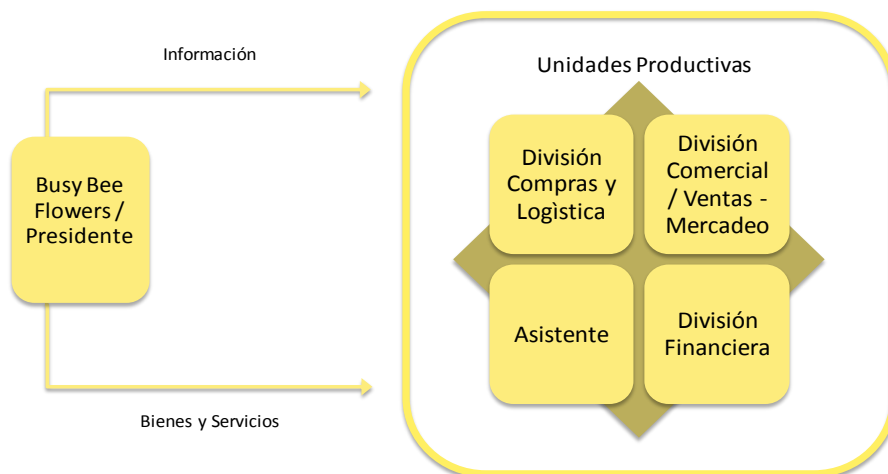 Información
Busy Bee
Flowers /
Presidente
Bienes y Servicios
Unidades Productivas
División
Compras y
Logìstica
División
Comercial
/ Ventas -
Mercadeo
Asistente
División
Financiera